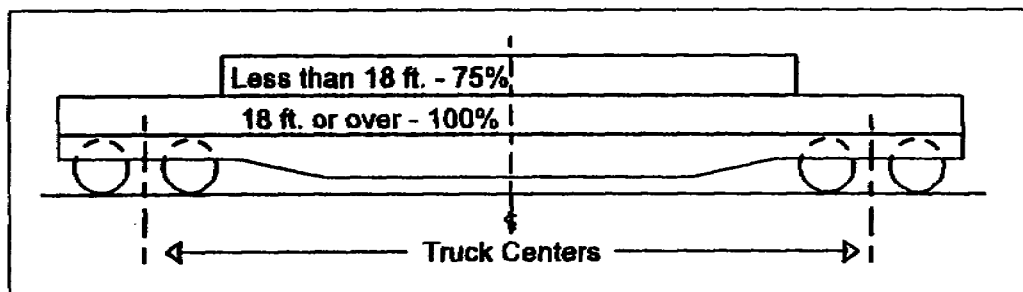 Less than 18 ft. - 75%
18 ft. or over - 100%
Truck Centers